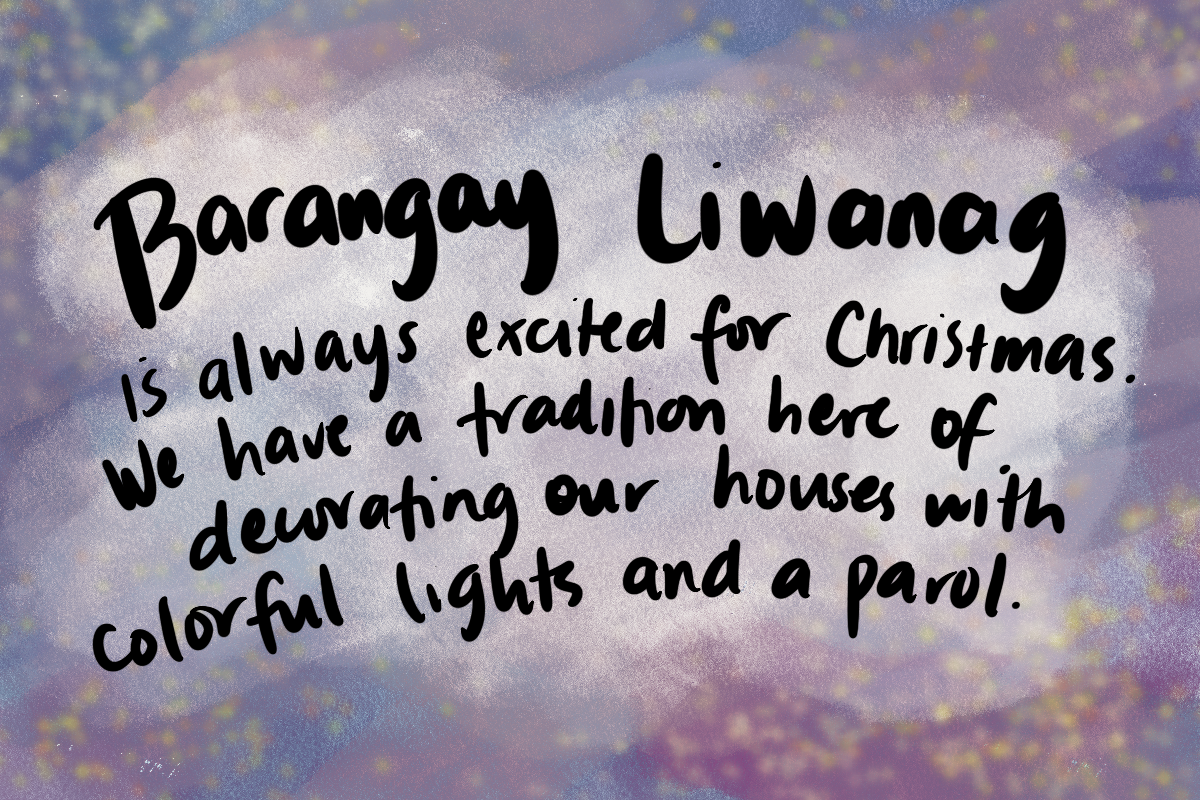 Barangay Liwanag
is always excited for Christmas.
We have a tradition here of
decorating our houses with
colorful lights and a parol.